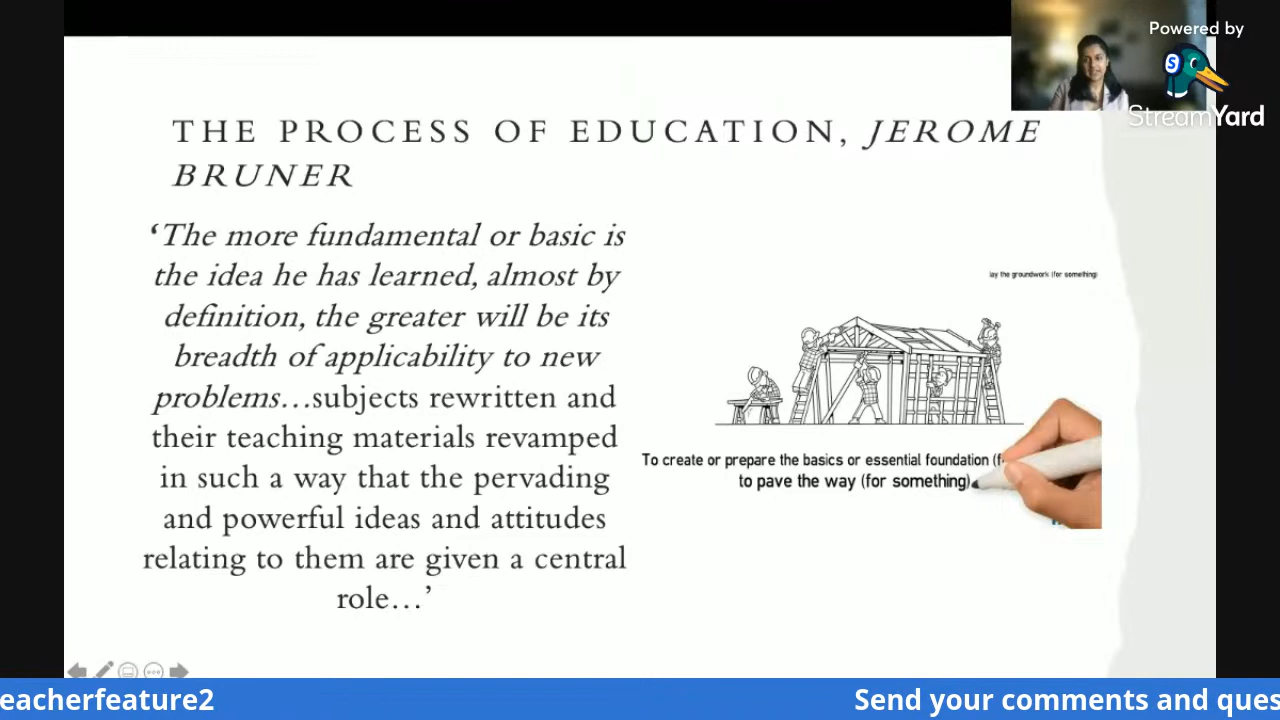 Powered by
StreamYard
THE PROCESS OF EDUCATION, JEROME
BRUNER
‘The more fundamental or basic is
the idea he has learned, almost by
definition, the greater will be its
breadth of applicability to new
problems…subjects rewritten and
their teaching materials revamped
in such a way that the pervading
and powerful ideas and attitudes
relating to them are given a central
role…’
lay the groundwork (for something)
To create or prepare the basics or essential foundation (f
to pave the way (for something)
eacherfeature2
Send your comments and ques